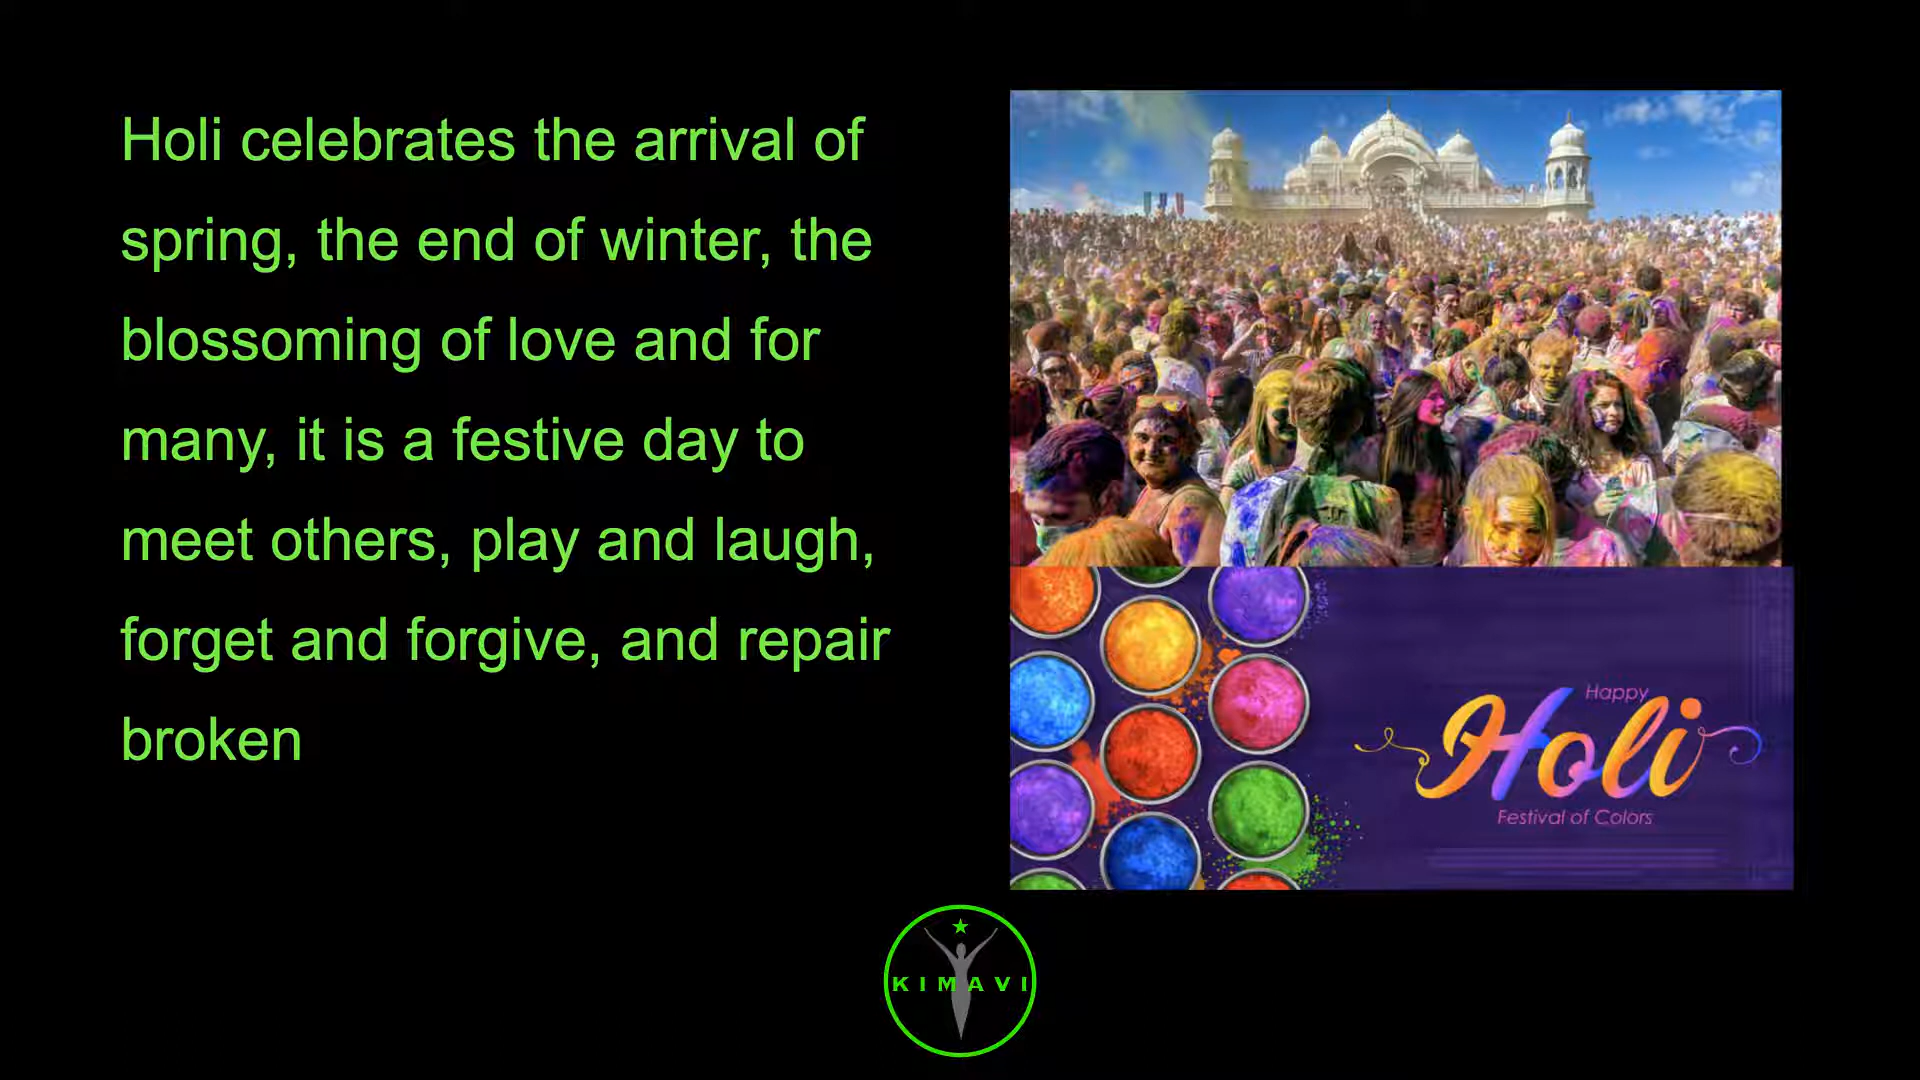 Holi celebrates the arrival of
spring, the end of winter, the
blossoming of love and for
many, it is a festive day to
meet others, play and laugh,
forget and forgive, and repair
broken
Happy
Holi
Festival of Colors
KIMAVI